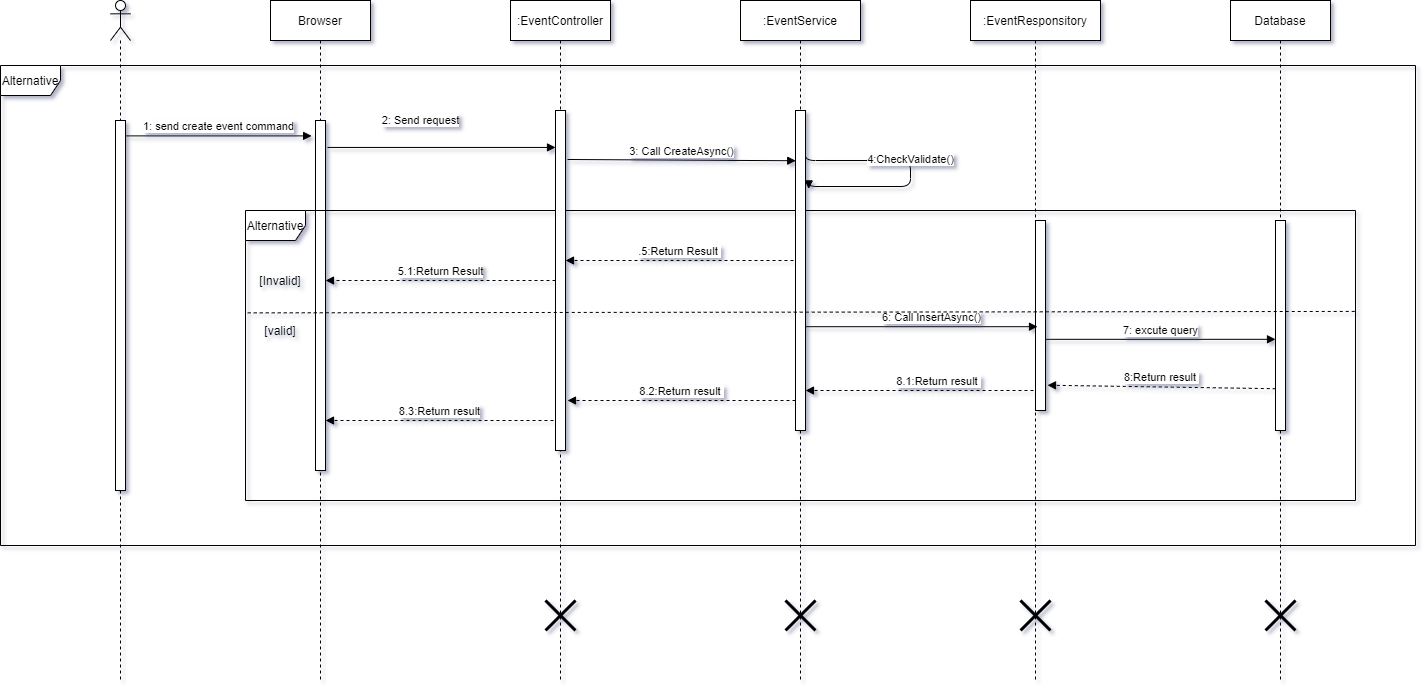 Browser
:EventController
:EventService
:EventResponsitory
Database
Alternative
1: send create event command
2: Send request
3: Call CreateAsync()
4:CheckValidate()
Alternative
.5:Return Result
5.1:Return Result
[Invalid]
6: Call InsertAsync()
[valid]
7: excute query
8:Return result
8.1:Return result
8.2:Return result
8.3:Return result